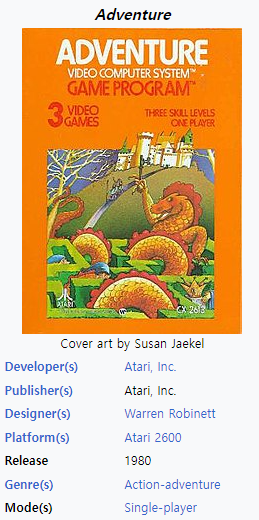 Adventure
ADVENTURE
VIDEO COMPUTER SYSTEM™
GAME PROGRAM™
3 VIDEO GAMES
THREE SKILL LEVELS
ONE PLAYER
ATARI
CX 2613
Cover art by Susan Jaekel
Developer(s) Atari, Inc.
Publisher(s) Atari, Inc.
Designer(s) Warren Robinett
Platform(s) Atari 2600
Release 1980
Genre(s) Action-adventure
Mode(s) Single-player